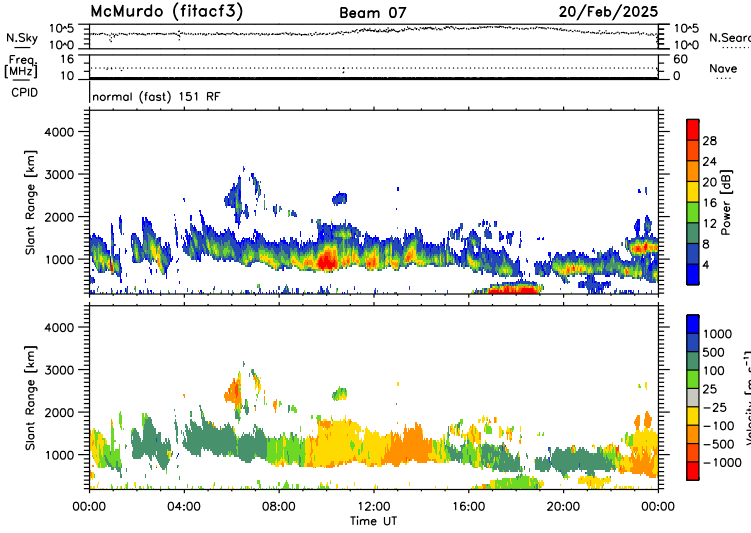 McMurdo (fitacf3) Beam 07 20/Feb/2025
N.Sky 10^5 10^0 10^5 10^0 N.Sear
Freq. [MHz] 16 10 60 0 Nave
CPID normal (fast) 151 RF
Slant Range [km] 4000 3000 2000 1000
Power [dB] 28 24 20 16 12 8 4
Slant Range [km] 4000 3000 2000 1000
Velocity [m s^-1] 1000 500 100 25 -25 -100 -500 -1000
00:00 04:00 08:00 12:00 16:00 20:00 00:00
Time UT